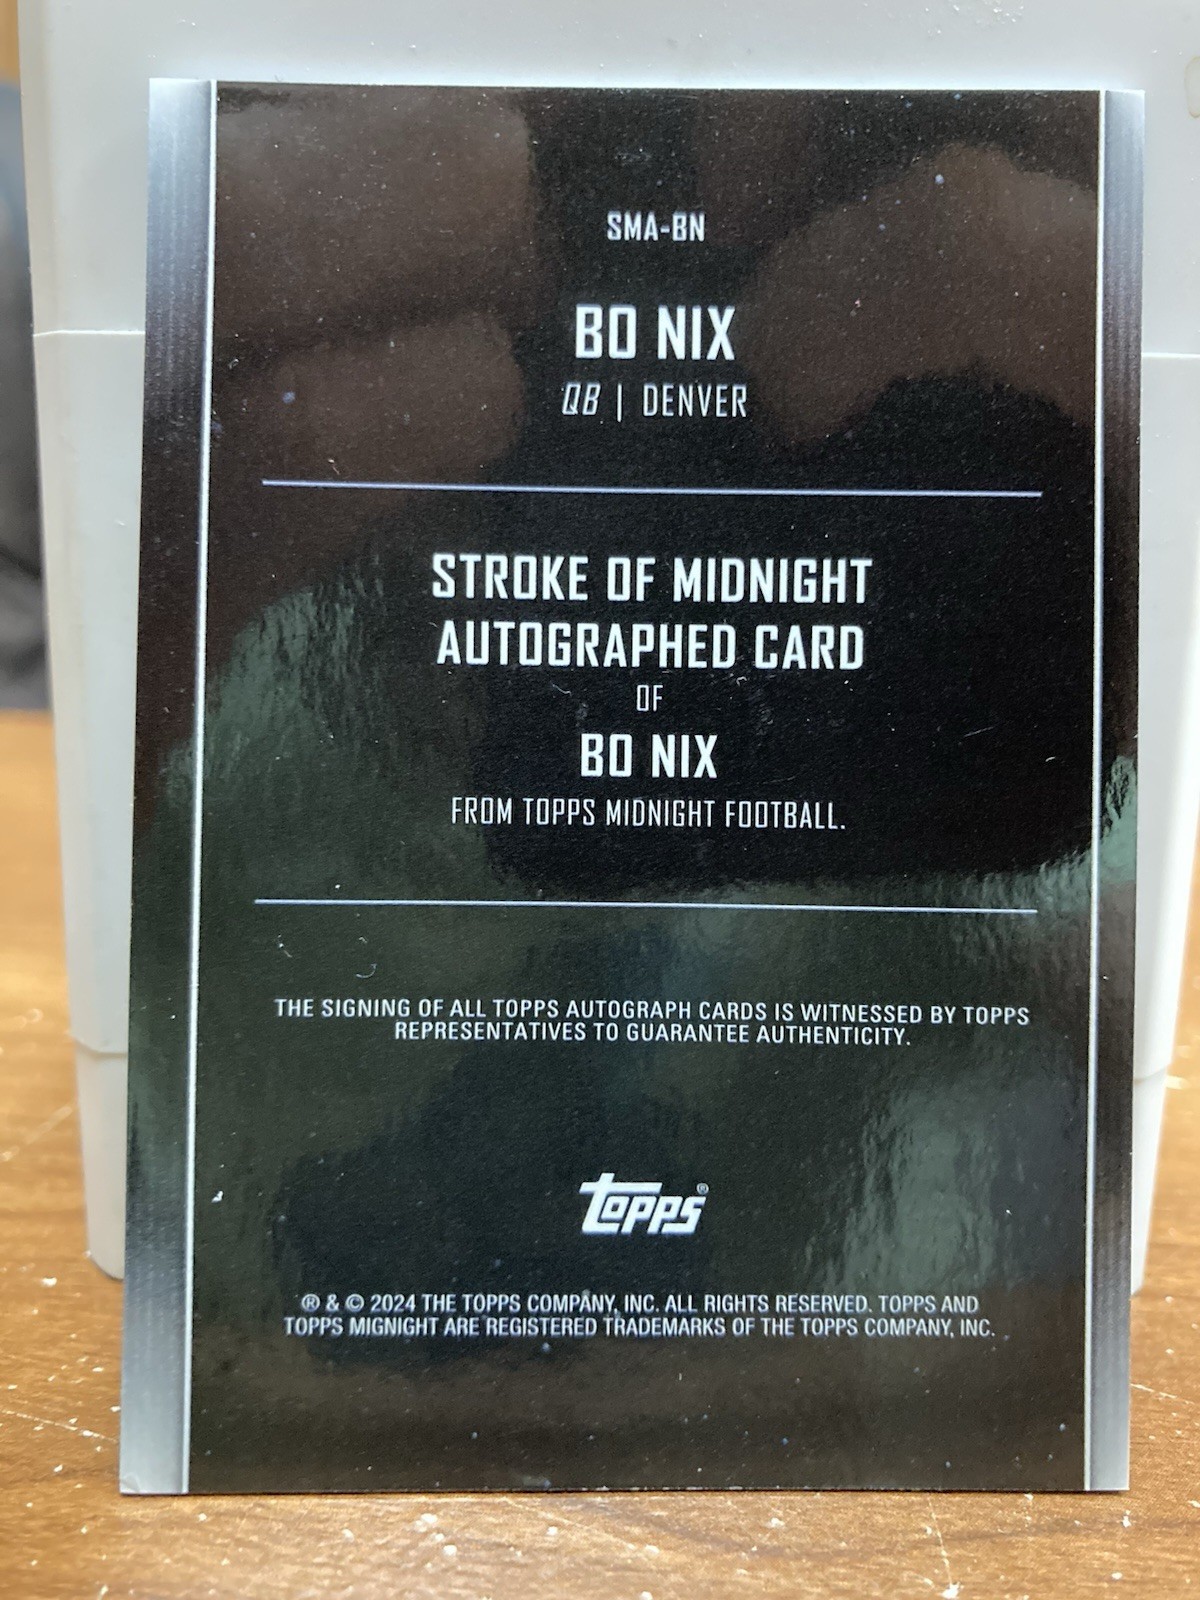 SMA-BN
BO NIX
QB | DENVER
STROKE OF MIDNIGHT
AUTOGRAPHED CARD
OF
BO NIX
FROM TOPPS MIDNIGHT FOOTBALL.
THE SIGNING OF ALL TOPPS AUTOGRAPH CARDS IS WITNESSED BY TOPPS
REPRESENTATIVES TO GUARANTEE AUTHENTICITY.
topps®
® & © 2024 THE TOPPS COMPANY, INC. ALL RIGHTS RESERVED. TOPPS AND
TOPPS MIGNIGHT ARE REGISTERED TRADEMARKS OF THE TOPPS COMPANY, INC.